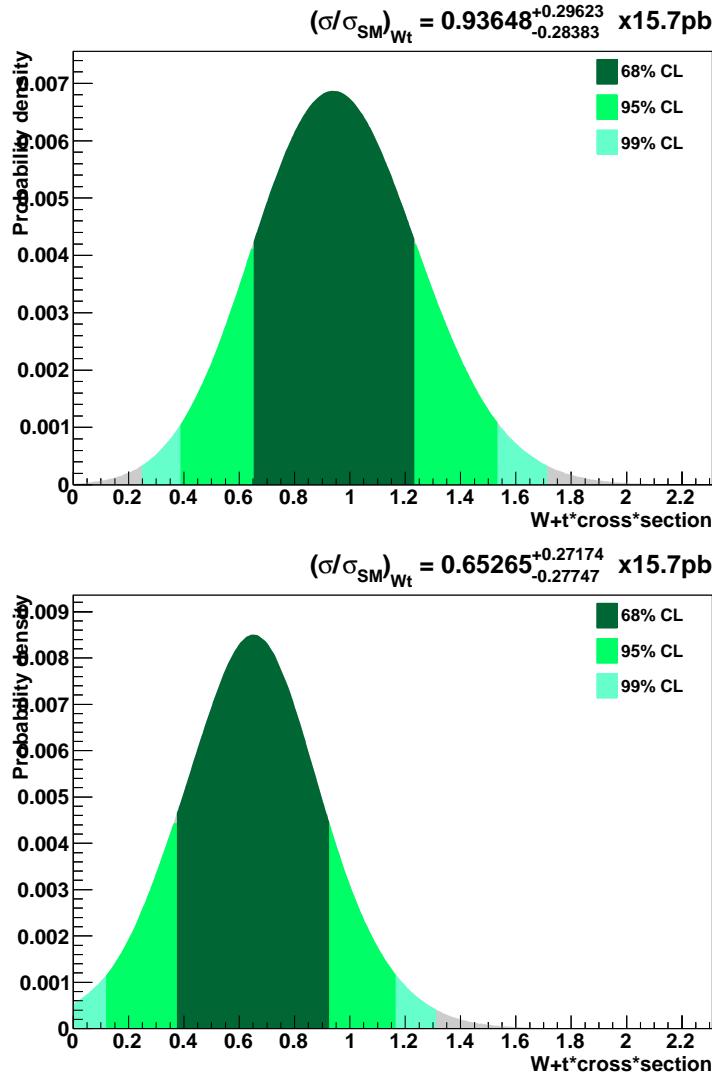 (σ/σ_SM)_Wt = 0.93648 +0.29623 -0.28383 x15.7pb
Probability density
68% CL
95% CL
99% CL
0.007
0.006
0.005
0.004
0.003
0.002
0.001
0
0 0.2 0.4 0.6 0.8 1 1.2 1.4 1.6 1.8 2 2.2
W+t*cross*section
(σ/σ_SM)_Wt = 0.65265 +0.27174 -0.27747 x15.7pb
Probability density
68% CL
95% CL
99% CL
0.009
0.008
0.007
0.006
0.005
0.004
0.003
0.002
0.001
0
0 0.2 0.4 0.6 0.8 1 1.2 1.4 1.6 1.8 2 2.2
W+t*cross*section